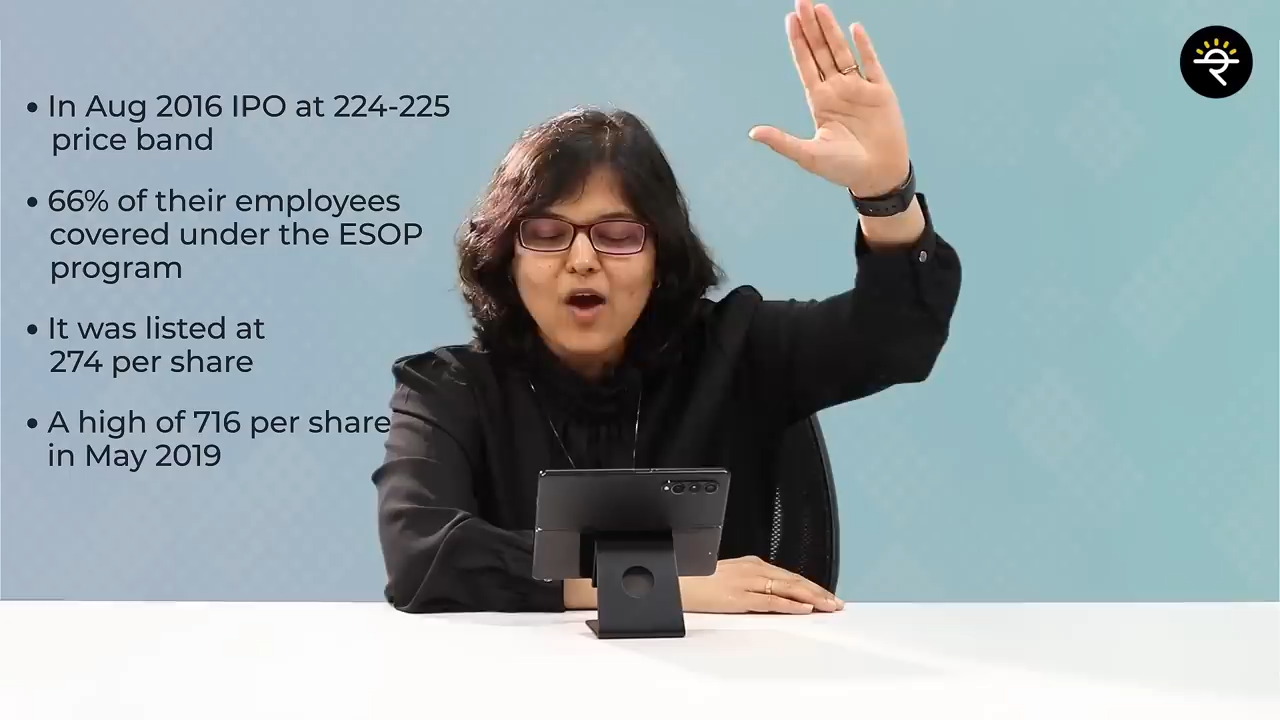 • In Aug 2016 IPO at 224-225
price band
• 66% of their employees
covered under the ESOP
program
• It was listed at
274 per share
• A high of 716 per share
in May 2019